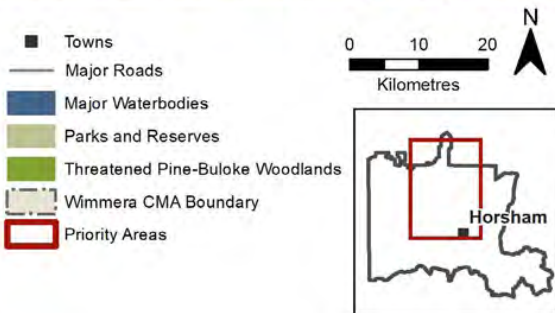 Towns
Major Roads
Major Waterbodies
Parks and Reserves
Threatened Pine-Buloke Woodlands
Wimmera CMA Boundary
Priority Areas
0 10 20
Kilometres
N
Horsham